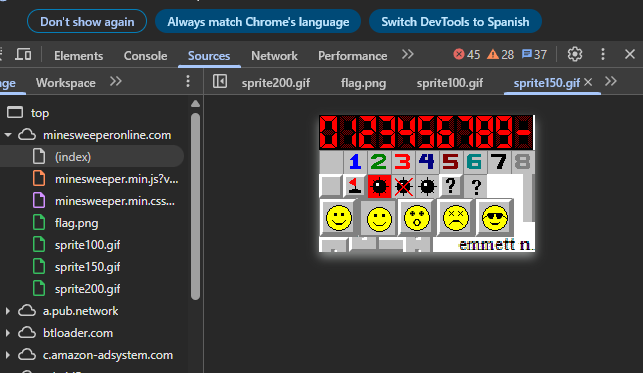 Don't show again Always match Chrome's language Switch DevTools to Spanish
Elements Console Sources Network Performance 45 28 37
Workspace sprite200.gif flag.png sprite100.gif sprite150.gif
top
minesweeperonline.com
(index)
minesweeper.min.js?v...
minesweeper.min.css...
flag.png
sprite100.gif
sprite150.gif
sprite200.gif
a.pub.network
btloader.com
c.amazon-adsystem.com
0123456789-
1 2 3 4 5 6 7 8
? ?
emmett n.